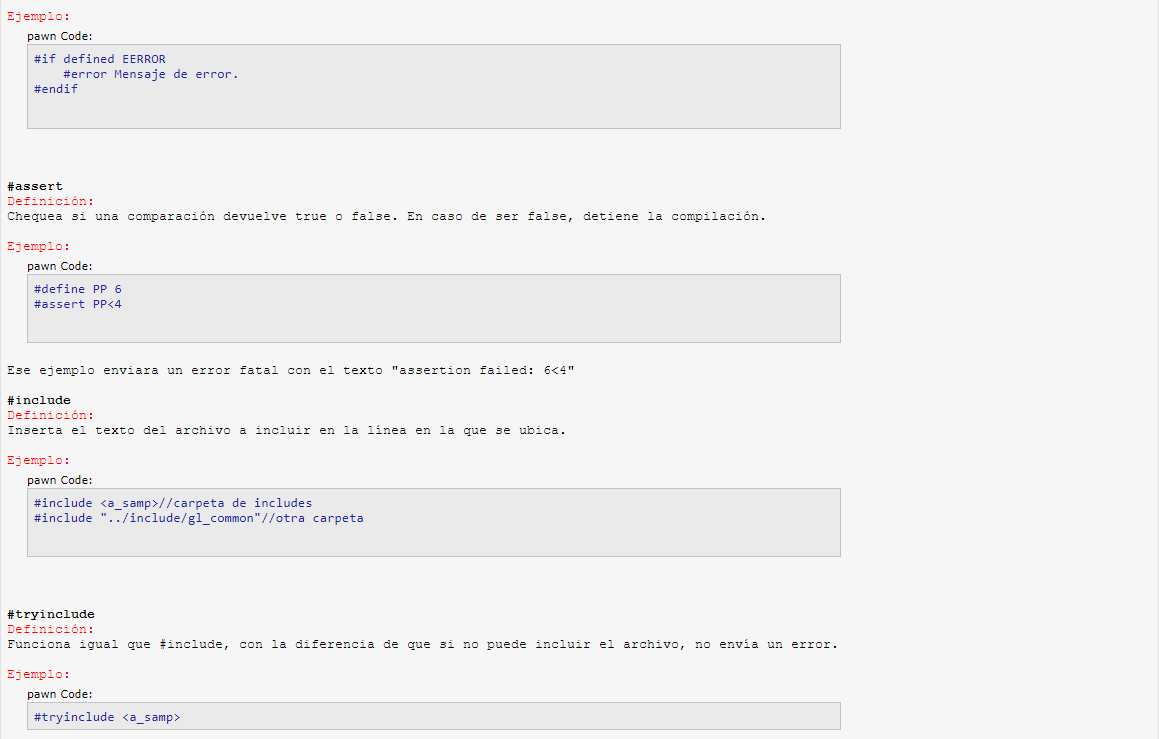 Ejemplo:
pawn Code:
#if defined EERROR
#error Mensaje de error.
#endif
#assert
Definición:
Chequea si una comparación devuelve true o false. En caso de ser false, detiene la compilación.
Ejemplo:
pawn Code:
#define PP 6
#assert PP<4
Ese ejemplo enviara un error fatal con el texto "assertion failed: 6<4"
#include
Definición:
Inserta el texto del archivo a incluir en la línea en la que se ubica.
Ejemplo:
pawn Code:
#include <a_samp>//carpeta de includes
#include "../include/gl_common"//otra carpeta
#tryinclude
Definición:
Funciona igual que #include, con la diferencia de que si no puede incluir el archivo, no envía un error.
Ejemplo:
pawn Code:
#tryinclude <a_samp>